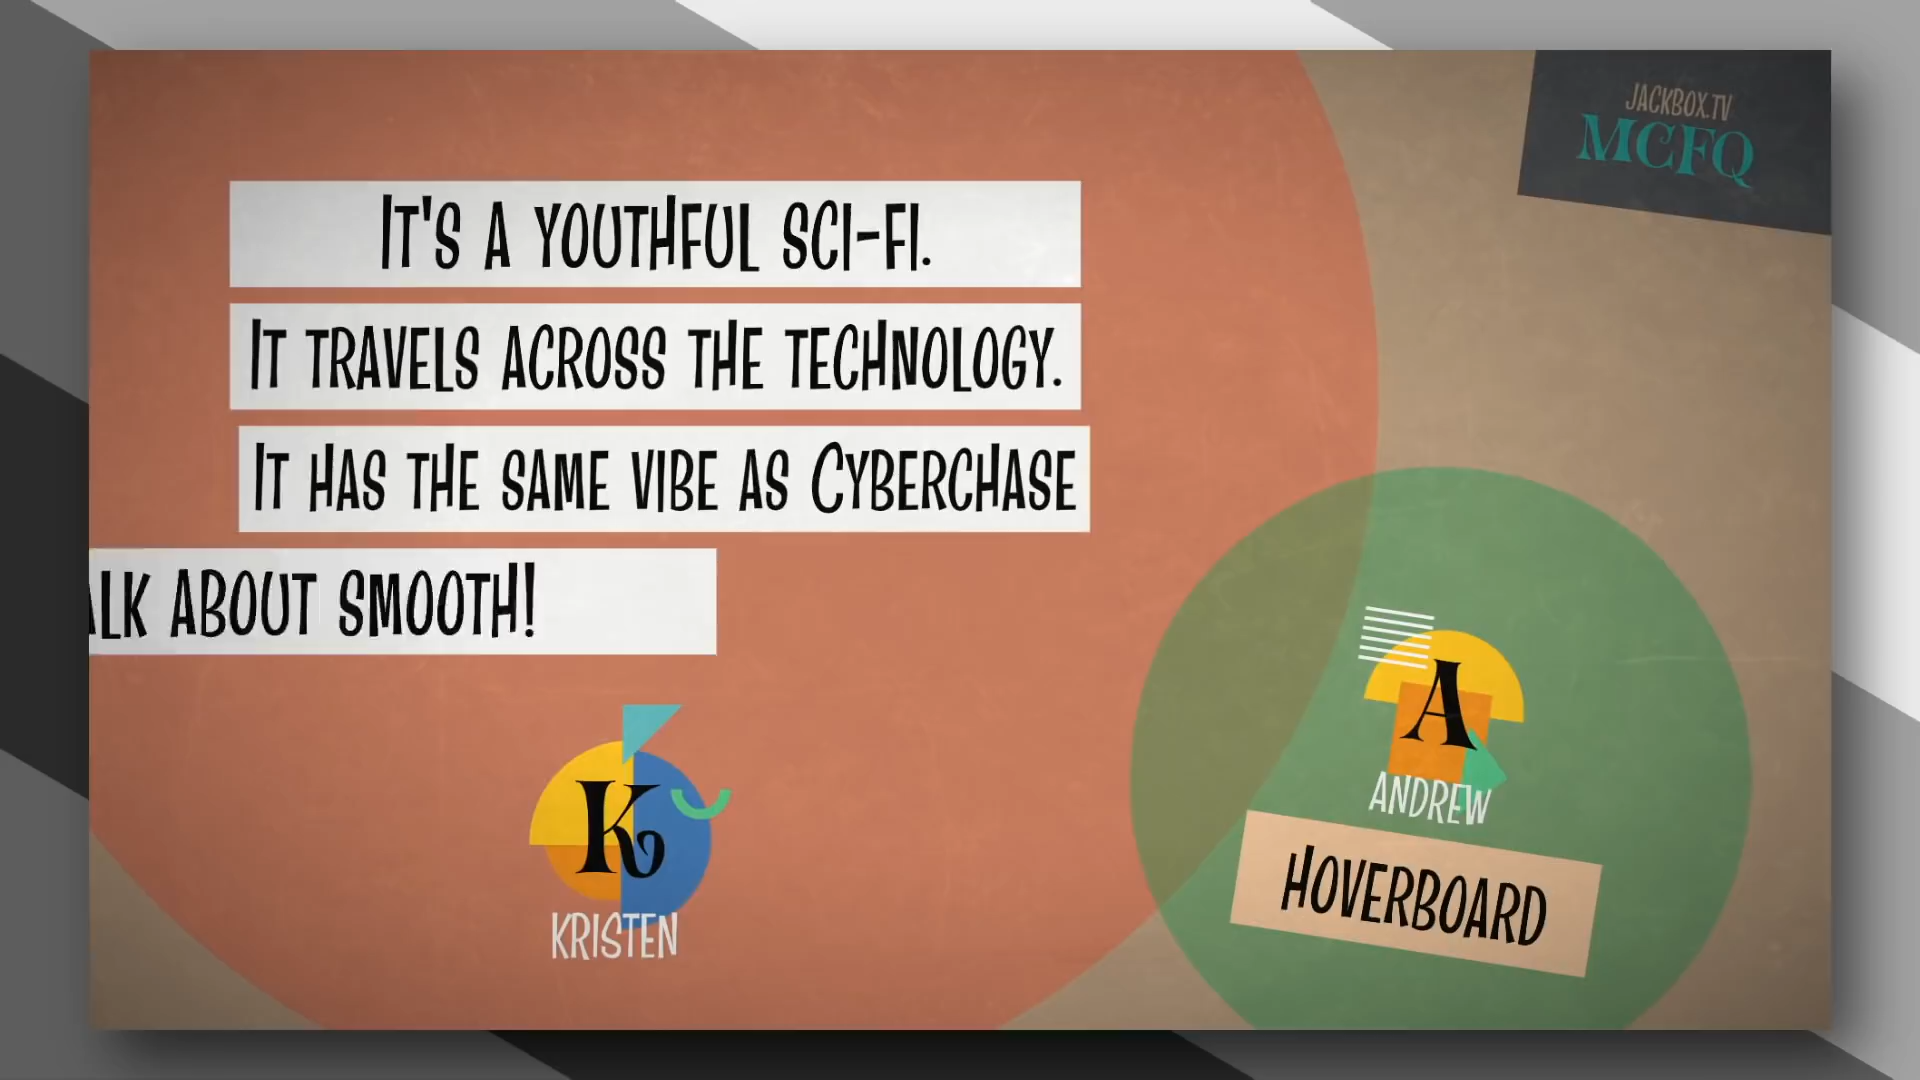 JACKBOX.TV
MCFQ
IT'S A YOUTHFUL SCI-FI.
IT TRAVELS ACROSS THE TECHNOLOGY.
IT HAS THE SAME VIBE AS CYBERCHASE
ALK ABOUT SMOOTH!
A
ANDREW
HOVERBOARD
K
KRISTEN